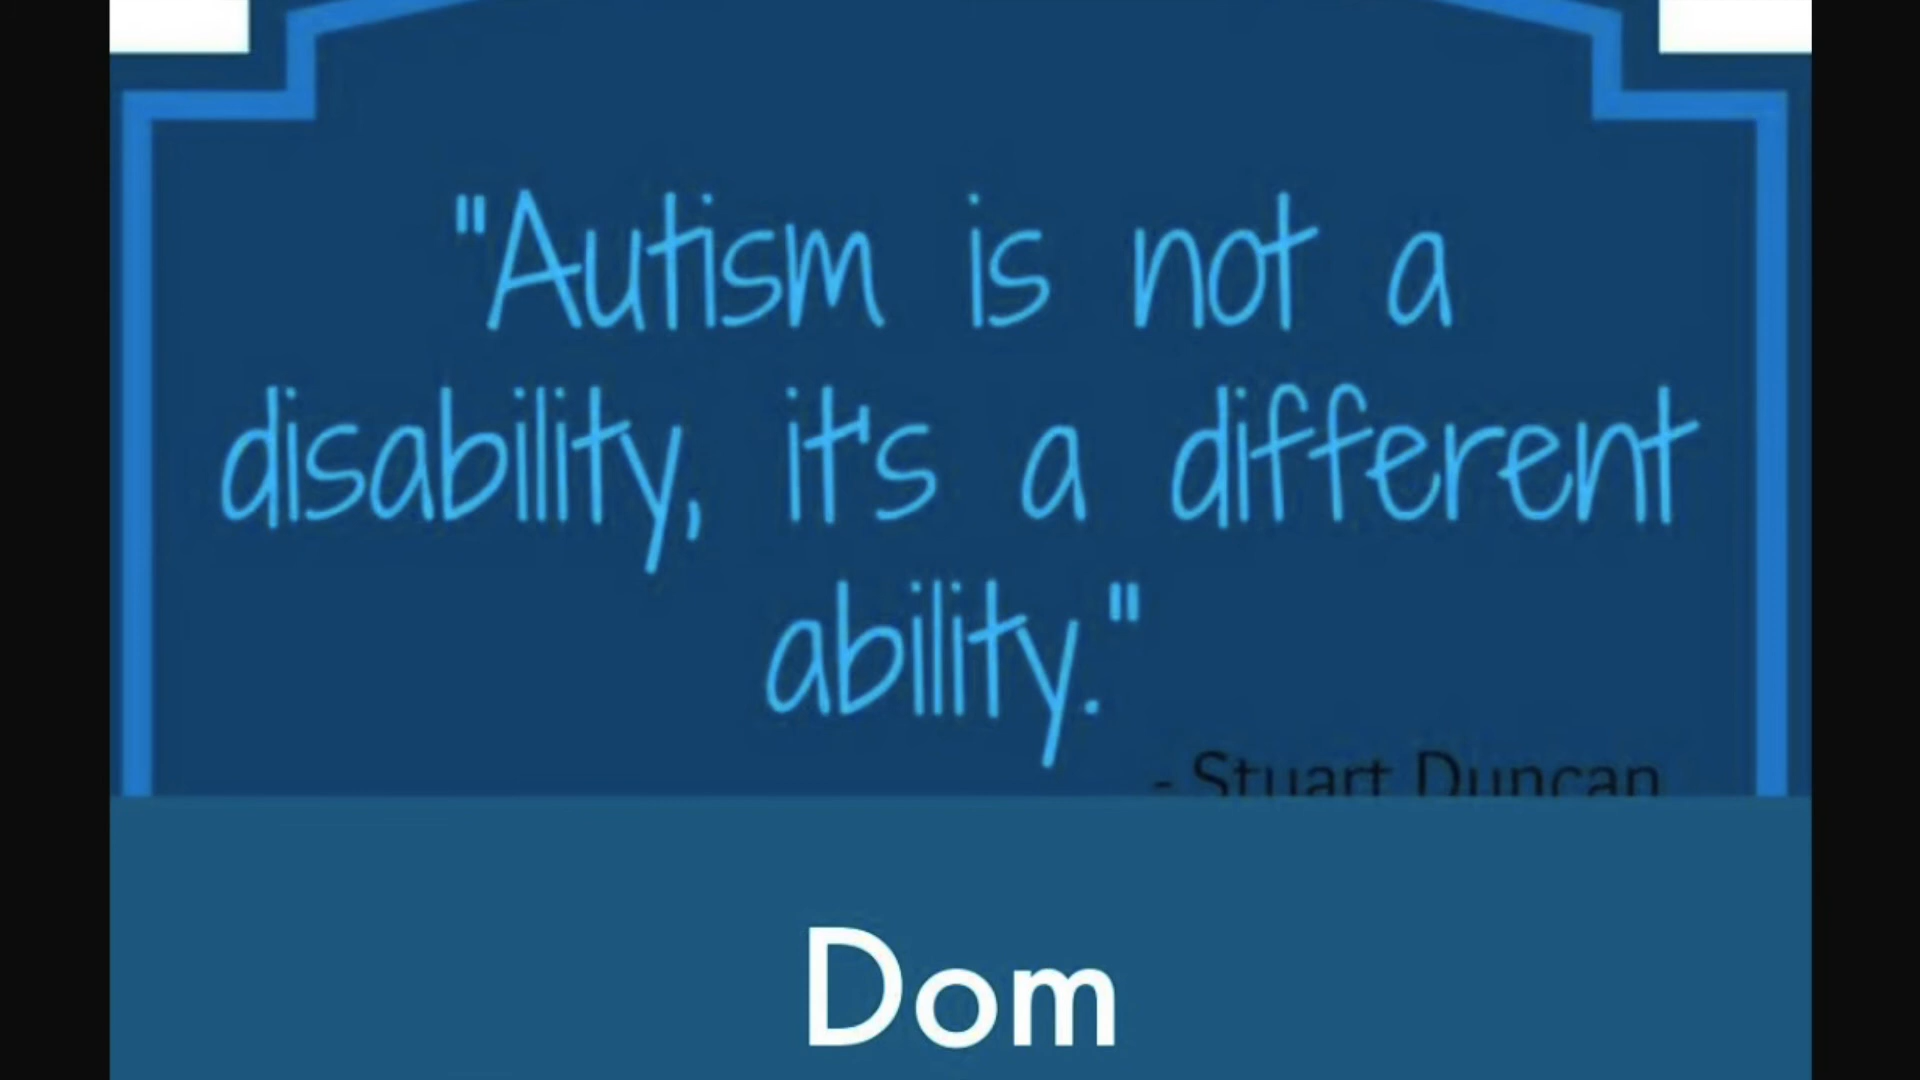 "Autism is not a
disability, it's a different
ability."
- Stuart Duncan
Dom